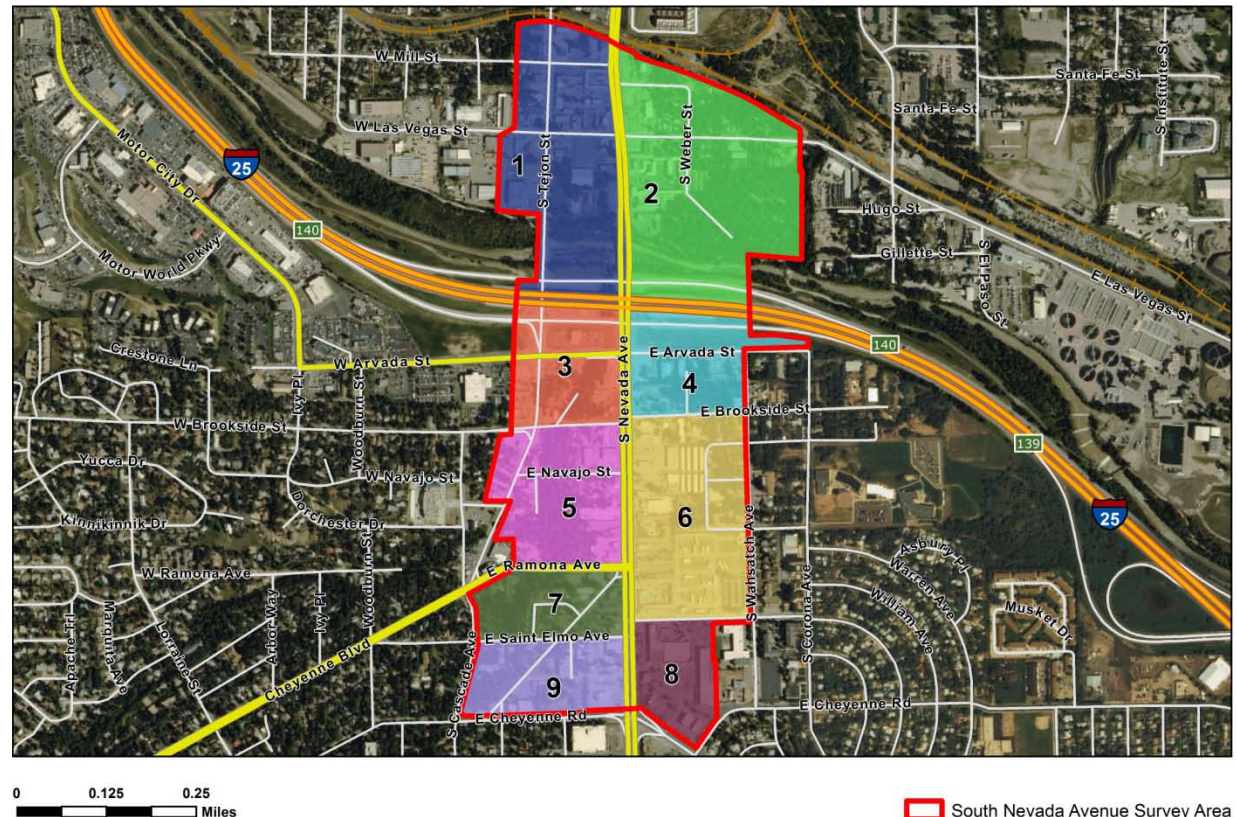 W Mill St
Santa Fe St
S Institute St
Santa Fe St
S Weber St
W Las Vegas St
Motor City Dr
25
1
S Tejon St
2
Hugo St
140
Gillette St
S El Paso St
Motor World Pkwy
E Las Vegas St
Crestone Ln
W Arvada St
3
S Nevada Ave
E Arvada St
4
140
Ivy Pl
Woodburn St
W Brookside St
E Brookside St
139
Yucca Dr
W Navajo St
E Navajo St
5
6
25
Kinnikinnik Dr
Dorchester Dr
S Wahsatch Ave
Asbury Pl
W Ramona Ave
E Ramona Ave
Warren Ave
William Ave
Musket Dr
Woodburn St
Ivy Pl
Arbor Way
7
E Saint Elmo Ave
S Corona Ave
Apache Trl
Marquita Ave
Lorraine St
Cheyenne Blvd
S Cascade Ave
9
8
E Cheyenne Rd
E Cheyenne Rd
0 0.125 0.25
Miles
South Nevada Avenue Survey Area